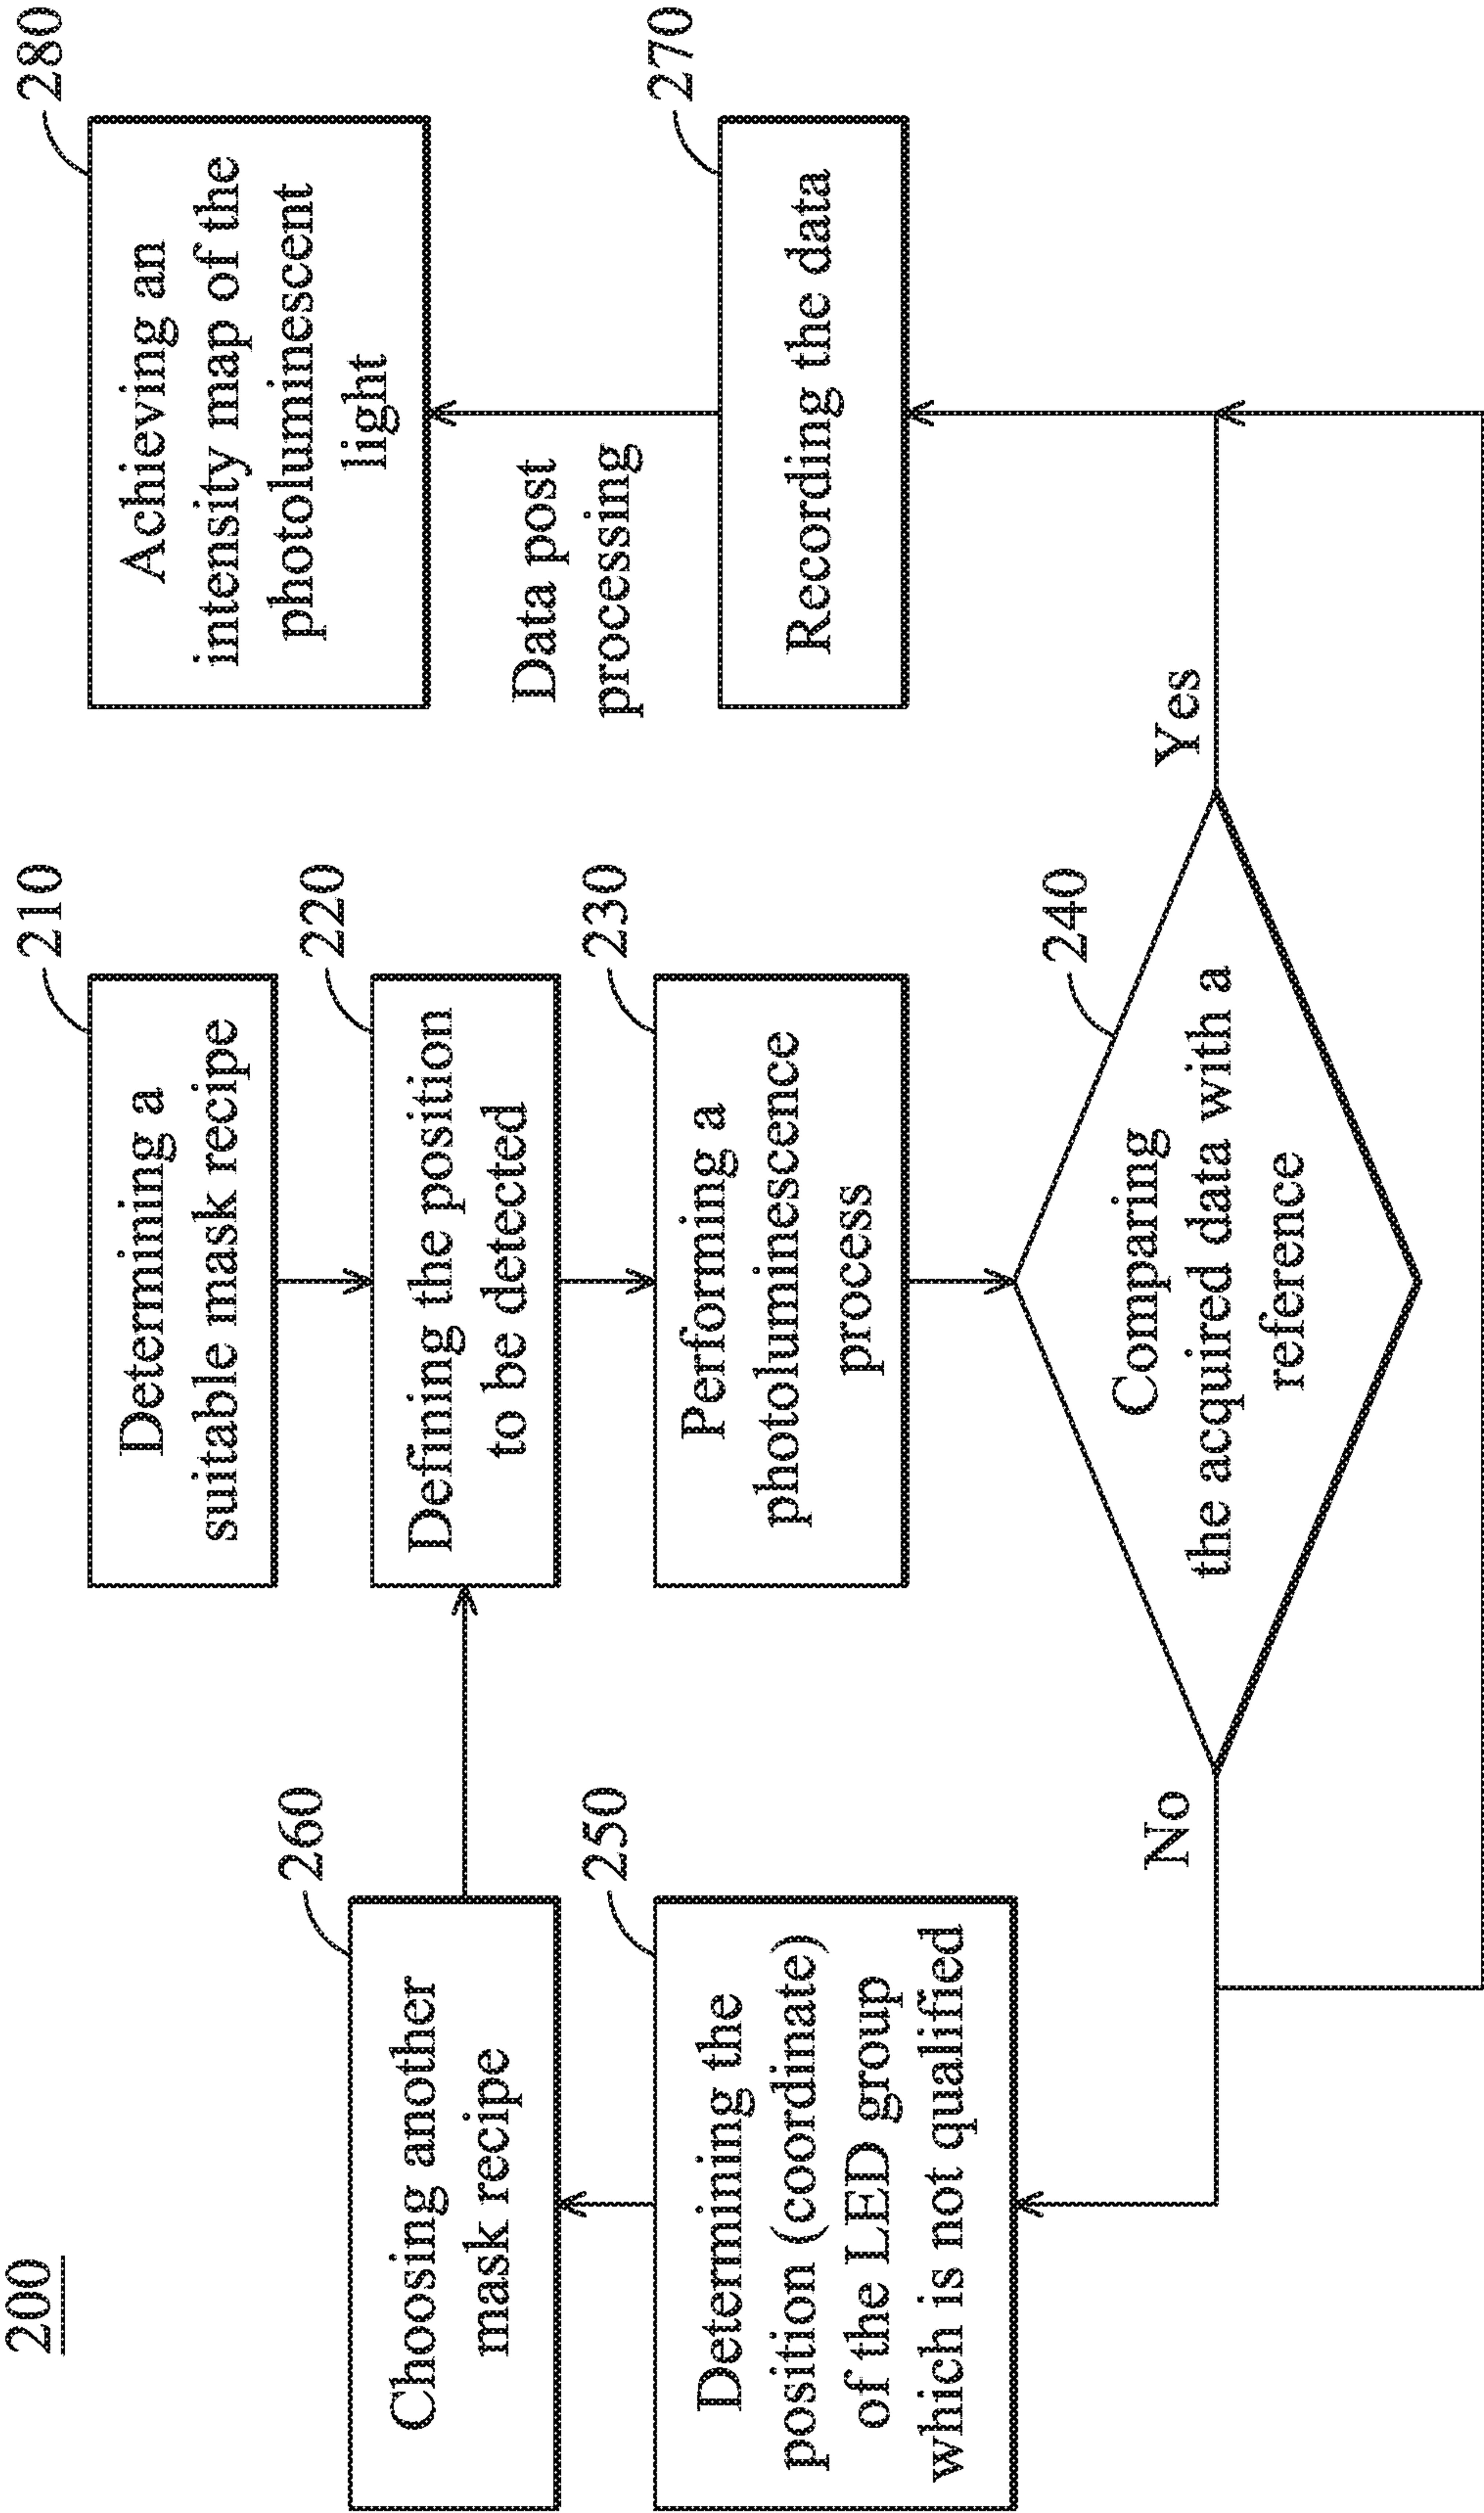 200
260
Choosing another
mask recipe
250
Determining the
position (coordinate)
of the LED group
which is not qualified
210
Determining a
suitable mask recipe
220
Defining the position
to be detected
230
Performing a
photoluminescence
process
240
Comparing
the acquired data with a
reference
No
Yes
280
Achieving an
intensity map of the
photoluminescent
light
Data post
processing
270
Recording the data